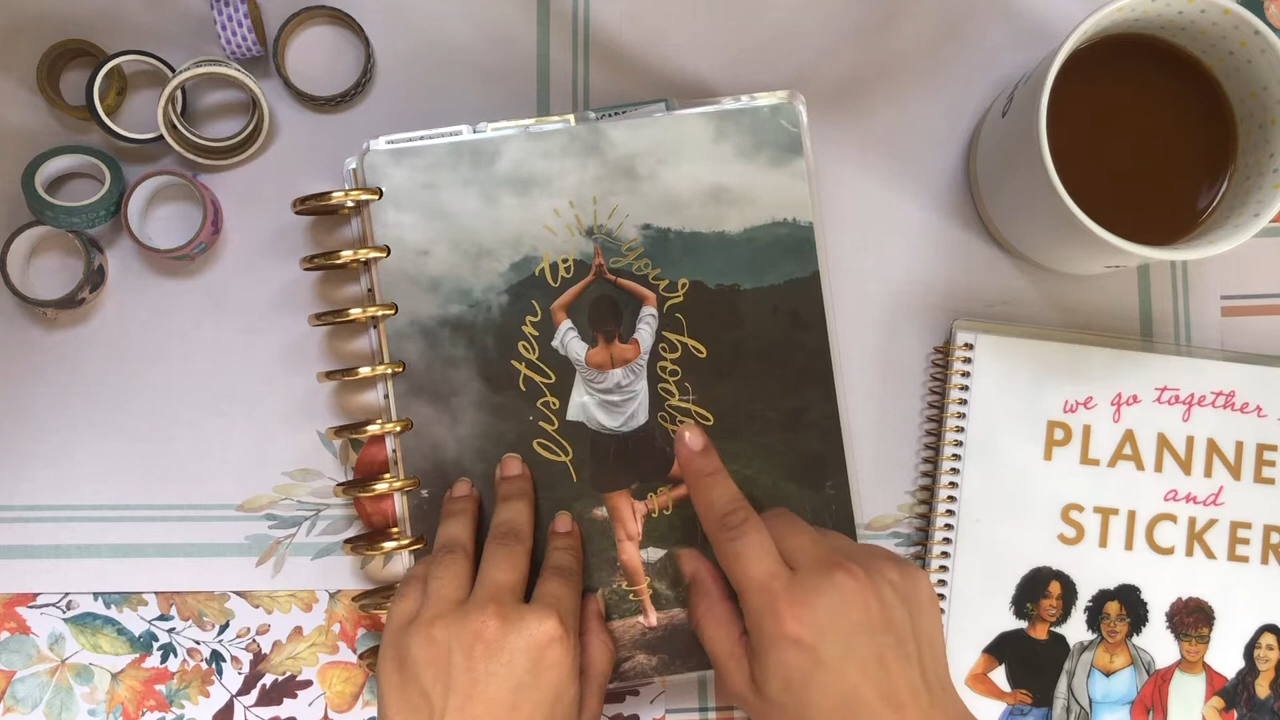 listen to your body
we go together
PLANNE
and
STICKER